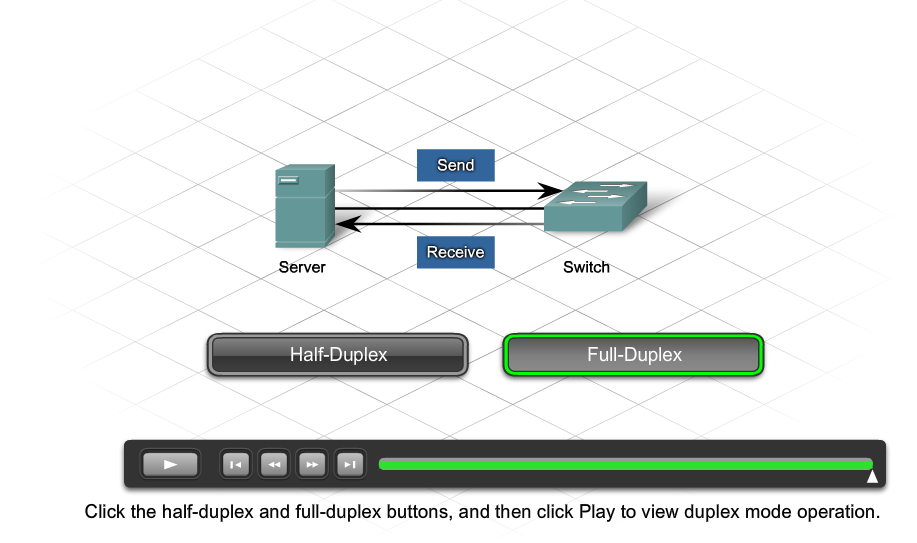 Send
Receive
Server
Switch
Half-Duplex
Full-Duplex
Click the half-duplex and full-duplex buttons, and then click Play to view duplex mode operation.